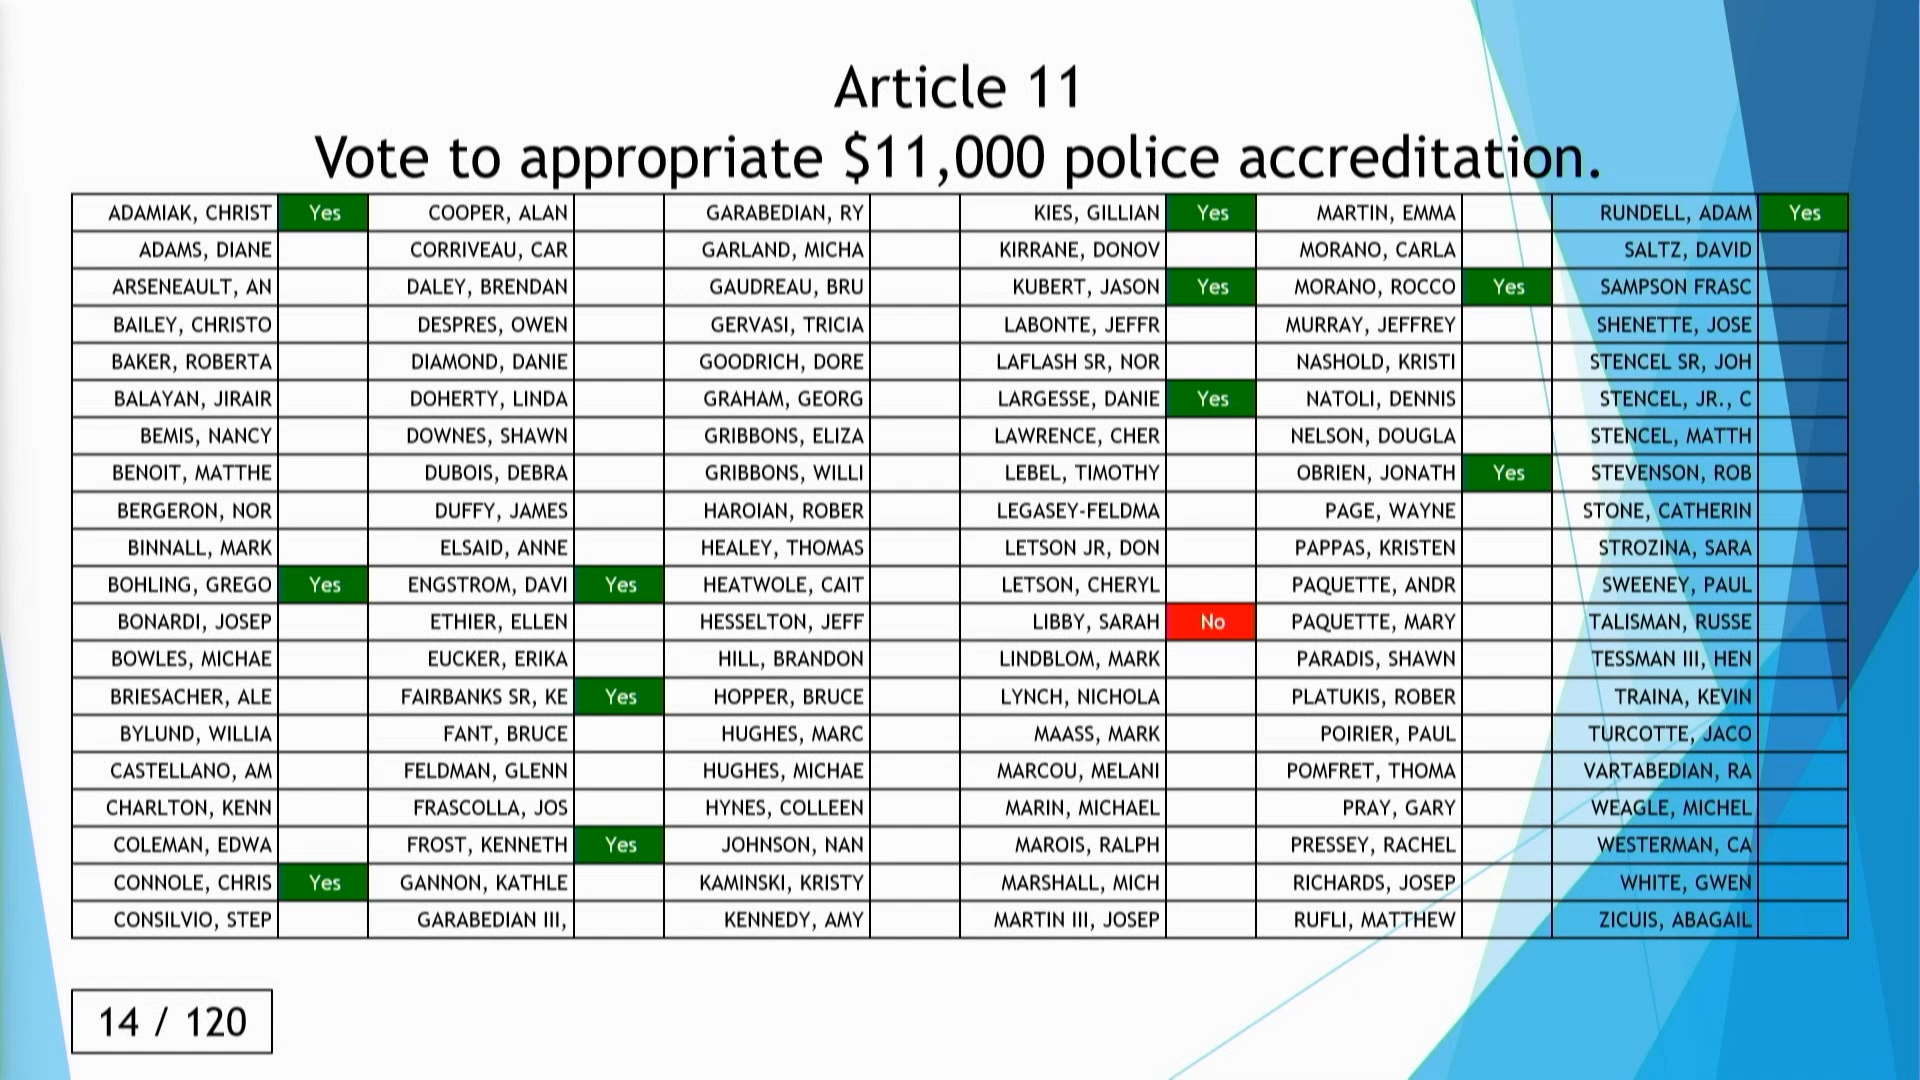 Article 11
Vote to appropriate $11,000 police accreditation.
ADAMIAK, CHRIST Yes COOPER, ALAN GARABEDIAN, RY KIES, GILLIAN Yes MARTIN, EMMA RUNDELL, ADAM Yes
ADAMS, DIANE CORRIVEAU, CAR GARLAND, MICHA KIRRANE, DONOV MORANO, CARLA SALTZ, DAVID
ARSENEAULT, AN DALEY, BRENDAN GAUDREAU, BRU KUBERT, JASON Yes MORANO, ROCCO Yes SAMPSON FRASC
BAILEY, CHRISTO DESPRES, OWEN GERVASI, TRICIA LABONTE, JEFFR MURRAY, JEFFREY SHENETTE, JOSE
BAKER, ROBERTA DIAMOND, DANIE GOODRICH, DORE LAFLASH SR, NOR NASHOLD, KRISTI STENCEL SR, JOH
BALAYAN, JIRAIR DOHERTY, LINDA GRAHAM, GEORG LARGESSE, DANIE Yes NATOLI, DENNIS STENCEL, JR., C
BEMIS, NANCY DOWNES, SHAWN GRIBBONS, ELIZA LAWRENCE, CHER NELSON, DOUGLA STENCEL, MATTH
BENOIT, MATTHE DUBOIS, DEBRA GRIBBONS, WILLI LEBEL, TIMOTHY OBRIEN, JONATH Yes STEVENSON, ROB
BERGERON, NOR DUFFY, JAMES HAROIAN, ROBER LEGASEY-FELDMA PAGE, WAYNE STONE, CATHERIN
BINNALL, MARK ELSAID, ANNE HEALEY, THOMAS LETSON JR, DON PAPPAS, KRISTEN STROZINA, SARA
BOHLING, GREGO Yes ENGSTROM, DAVI Yes HEATWOLE, CAIT LETSON, CHERYL PAQUETTE, ANDR SWEENEY, PAUL
BONARDI, JOSEP ETHIER, ELLEN HESSELTON, JEFF LIBBY, SARAH No PAQUETTE, MARY TALISMAN, RUSSE
BOWLES, MICHAE EUCKER, ERIKA HILL, BRANDON LINDBLOM, MARK PARADIS, SHAWN TESSMAN III, HEN
BRIESACHER, ALE FAIRBANKS SR, KE Yes HOPPER, BRUCE LYNCH, NICHOLA PLATUKIS, ROBER TRAINA, KEVIN
BYLUND, WILLIA FANT, BRUCE HUGHES, MARC MAASS, MARK POIRIER, PAUL TURCOTTE, JACO
CASTELLANO, AM FELDMAN, GLENN HUGHES, MICHAE MARCOU, MELANI POMFRET, THOMA VARTABEDIAN, RA
CHARLTON, KENN FRASCOLLA, JOS HYNES, COLLEEN MARIN, MICHAEL PRAY, GARY WEAGLE, MICHEL
COLEMAN, EDWA FROST, KENNETH Yes JOHNSON, NAN MAROIS, RALPH PRESSEY, RACHEL WESTERMAN, CA
CONNOLE, CHRIS Yes GANNON, KATHLE KAMINSKI, KRISTY MARSHALL, MICH RICHARDS, JOSEP WHITE, GWEN
CONSILVIO, STEP GARABEDIAN III, KENNEDY, AMY MARTIN III, JOSEP RUFLI, MATTHEW ZICUIS, ABAGAIL
14 / 120